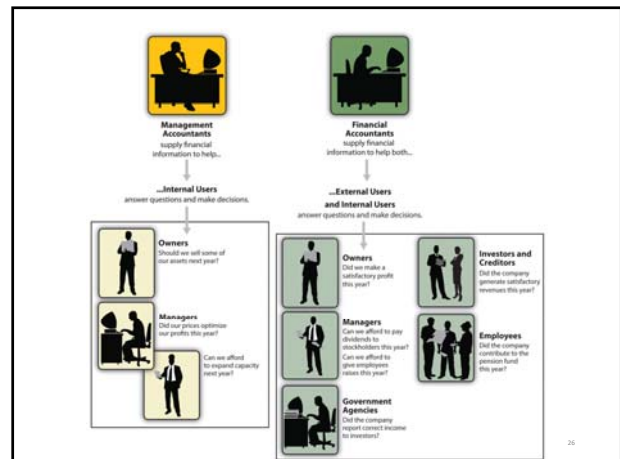 Management
Accountants
supply financial
information to help...
...Internal Users
answer questions and make decisions.
Owners
Should we sell some of
our assets next year?
Managers
Did our prices optimize
our profits this year?
Can we afford
to expand capacity
next year?
Financial
Accountants
supply financial
information to help both...
...External Users
and Internal Users
answer questions and make decisions.
Owners
Did we make a
satisfactory profit
this year?
Managers
Can we afford to pay
dividends to
stockholders this year?
Can we afford to
give employees
raises this year?
Government
Agencies
Did the company
report correct income
to investors?
Investors and
Creditors
Did the company
generate satisfactory
revenues this year?
Employees
Did the company
contribute to the
pension fund
this year?
26